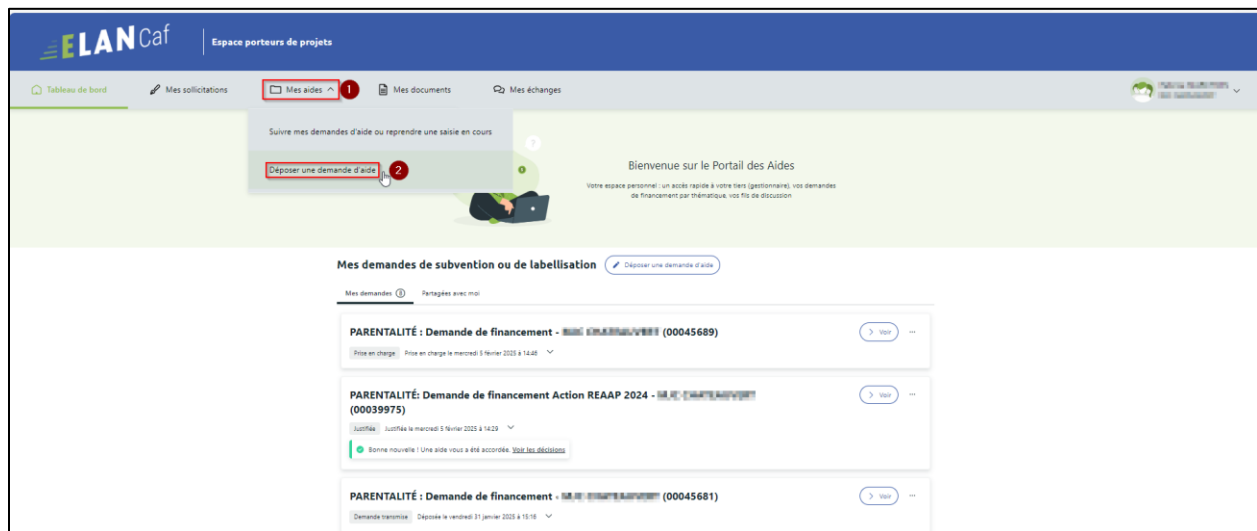 ELAN Caf
Espace porteurs de projets
Tableau de bord
Mes sollicitations
Mes aides
1
Mes documents
Mes échanges
Suivre mes demandes d'aide ou reprendre une saisie en cours
Déposer une demande d'aide
2
Bienvenue sur le Portail des Aides
Votre espace personnel : un accès rapide à votre tiers (gestionnaire), vos demandes
de financement par thématique, vos fils de discussion
Mes demandes de subvention ou de labellisation
Déposer une demande d'aide
Mes demandes 8
Partagées avec moi
PARENTALITÉ : Demande de financement - (00045689)
> Voir ...
Prise en charge Prise en charge le mercredi 5 février 2025 à 14:46
PARENTALITÉ: Demande de financement Action REAAP 2024 -
(00039975)
> Voir ...
Justifiée Justifiée le mercredi 5 février 2025 à 14:29
Bonne nouvelle ! Une aide vous a été accordée. Voir les décisions
PARENTALITÉ : Demande de financement - (00045681)
> Voir ...
Demande transmise Déposée le vendredi 31 janvier 2025 à 15:16